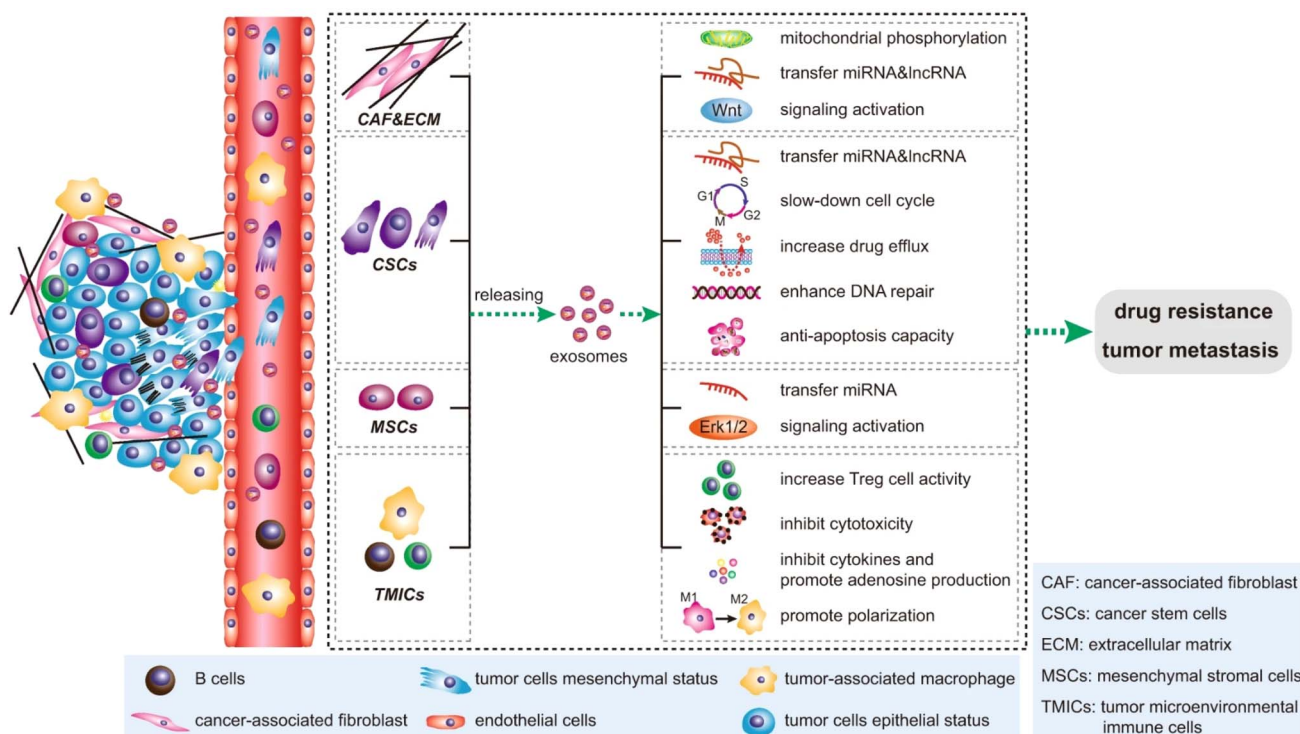 CAF&ECM
CSCs
MSCs
TMICs
releasing
exosomes
mitochondrial phosphorylation
transfer miRNA&lncRNA
Wnt
signaling activation
transfer miRNA&lncRNA
G1
S
G2
M
slow-down cell cycle
increase drug efflux
enhance DNA repair
anti-apoptosis capacity
transfer miRNA
Erk1/2
signaling activation
increase Treg cell activity
inhibit cytotoxicity
inhibit cytokines and
promote adenosine production
M1
M2
promote polarization
drug resistance
tumor metastasis
B cells
tumor cells mesenchymal status
tumor-associated macrophage
cancer-associated fibroblast
endothelial cells
tumor cells epithelial status
CAF: cancer-associated fibroblast
CSCs: cancer stem cells
ECM: extracellular matrix
MSCs: mesenchymal stromal cells
TMICs: tumor microenvironmental
immune cells